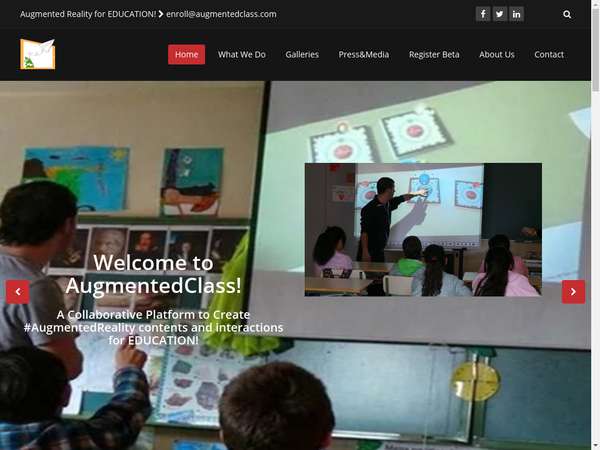 Augmented Reality for EDUCATION! > enroll@augmentedclass.com
Home What We Do Galleries Press&Media Register Beta About Us Contact
Welcome to
AugmentedClass!
A Collaborative Platform to Create
#AugmentedReality contents and interactions
for EDUCATION!